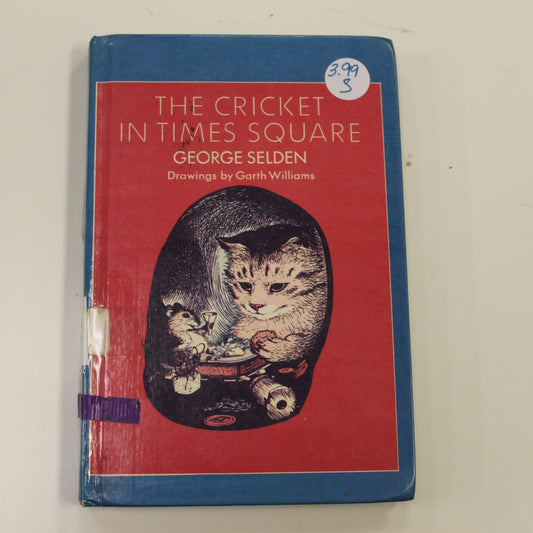 3.99
S
THE CRICKET
IN TIMES SQUARE
GEORGE SELDEN
Drawings by Garth Williams